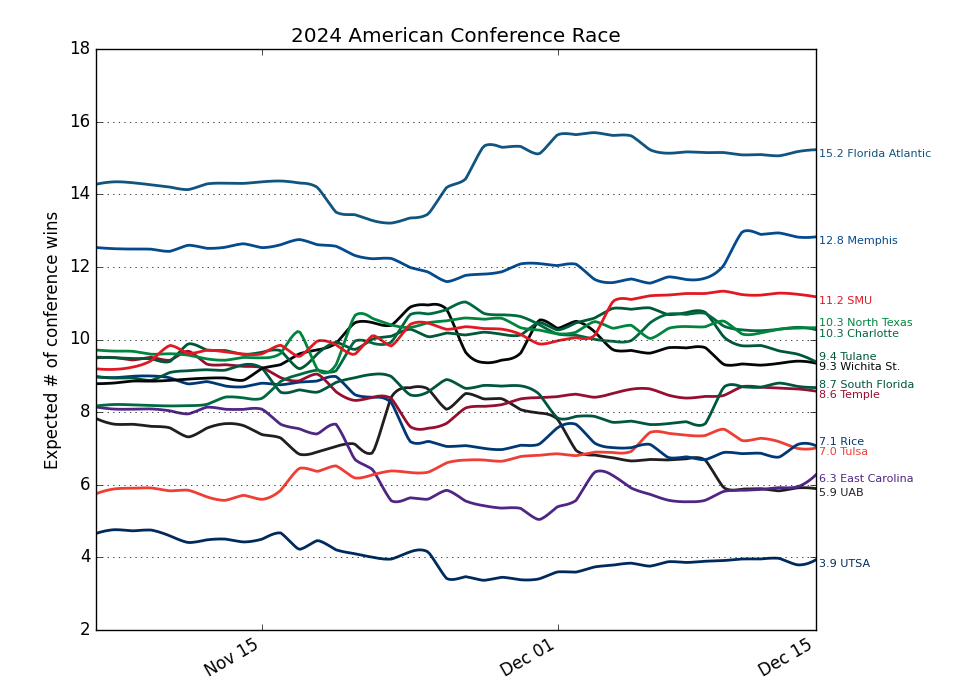 2024 American Conference Race
Expected # of conference wins
18
16
14
12
10
8
6
4
2
Nov 15
Dec 01
Dec 15
15.2 Florida Atlantic
12.8 Memphis
11.2 SMU
10.3 North Texas
10.3 Charlotte
9.4 Tulane
9.3 Wichita St.
8.7 South Florida
8.6 Temple
7.1 Rice
7.0 Tulsa
6.3 East Carolina
5.9 UAB
3.9 UTSA